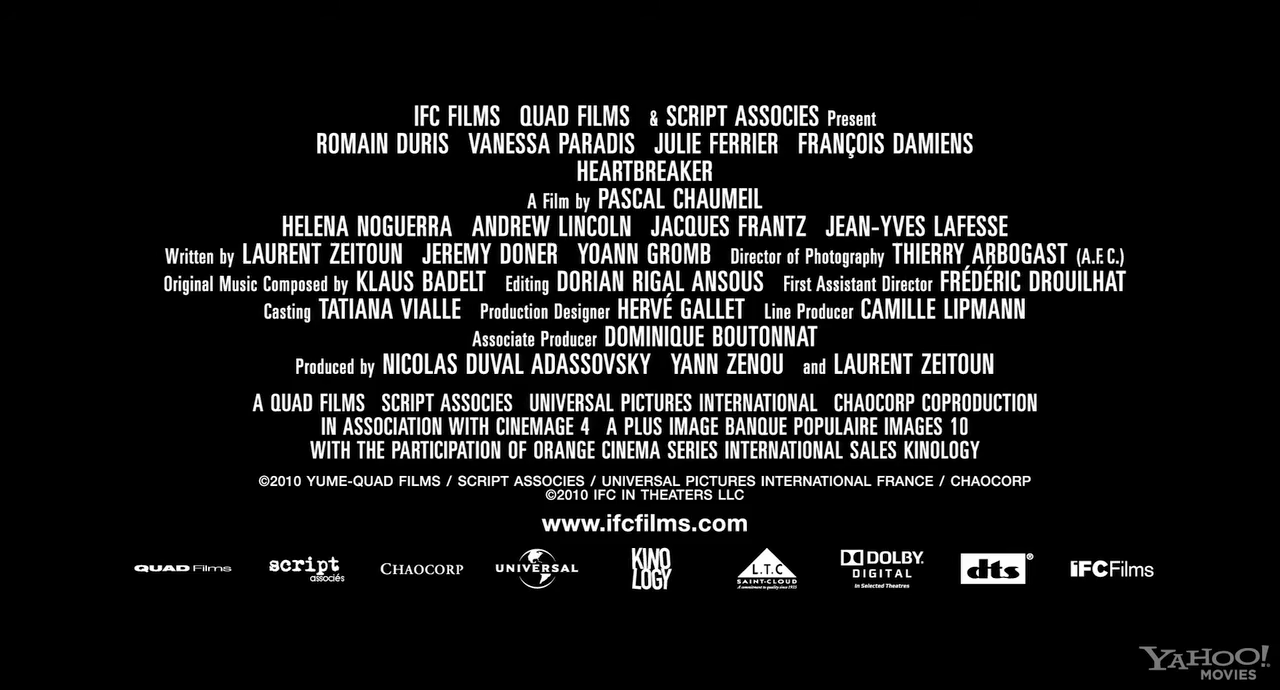 IFC FILMS QUAD FILMS & SCRIPT ASSOCIES Present
ROMAIN DURIS VANESSA PARADIS JULIE FERRIER FRANÇOIS DAMIENS
HEARTBREAKER
A Film by PASCAL CHAUMEIL
HELENA NOGUERRA ANDREW LINCOLN JACQUES FRANTZ JEAN-YVES LAFESSE
Written by LAURENT ZEITOUN JEREMY DONER YOANN GROMB Director of Photography THIERRY ARBOGAST (A.F.C.)
Original Music Composed by KLAUS BADELT Editing DORIAN RIGAL ANSOUS First Assistant Director FRÉDÉRIC DROUILHAT
Casting TATIANA VIALLE Production Designer HERVÉ GALLET Line Producer CAMILLE LIPMANN
Associate Producer DOMINIQUE BOUTONNAT
Produced by NICOLAS DUVAL ADASSOVSKY YANN ZENOU and LAURENT ZEITOUN
A QUAD FILMS SCRIPT ASSOCIES UNIVERSAL PICTURES INTERNATIONAL CHAOCORP COPRODUCTION
IN ASSOCIATION WITH CINEMAGE 4 A PLUS IMAGE BANQUE POPULAIRE IMAGES 10
WITH THE PARTICIPATION OF ORANGE CINEMA SERIES INTERNATIONAL SALES KINOLOGY
©2010 YUME-QUAD FILMS / SCRIPT ASSOCIES / UNIVERSAL PICTURES INTERNATIONAL FRANCE / CHAOCORP
©2010 IFC IN THEATERS LLC
www.ifcfilms.com
QUAD Films
script
associés
CHAOCORP
UNIVERSAL
KINO
LOGY
L.T.C
SAINT-CLOUD
A commitment to quality since 1935
DOLBY.
DIGITAL
In Selected Theatres
dts®
IFC Films
YAHOO!
MOVIES